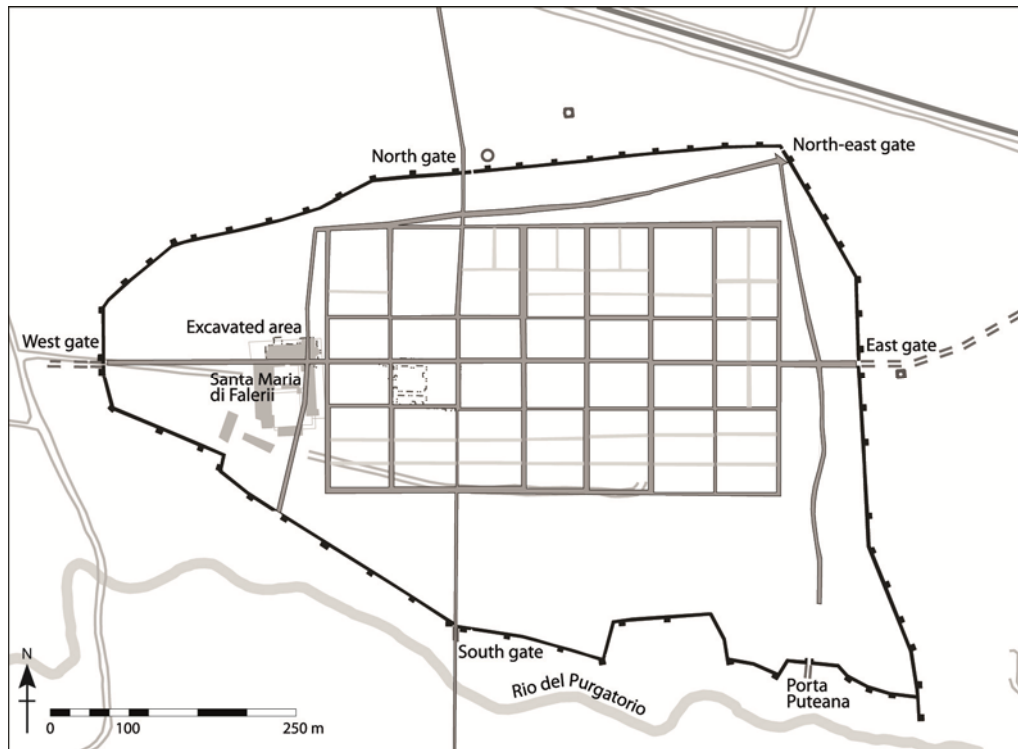 North gate
North-east gate
West gate
Excavated area
East gate
Santa Maria
di Falerii
South gate
Rio del Purgatorio
Porta
Puteana
N
0 100 250 m